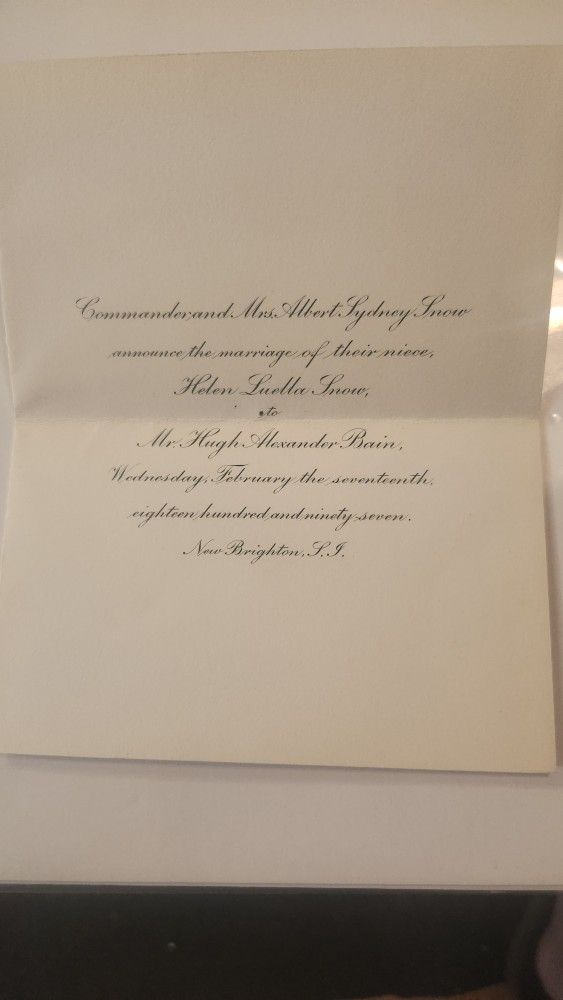 Commander and Mrs. Albert Sydney Snow
announce the marriage of their niece,
Helen Luella Snow,
to
Mr. Hugh Alexander Bain,
Wednesday, February the seventeenth,
eighteen hundred and ninety-seven.
New Brighton, S. I.